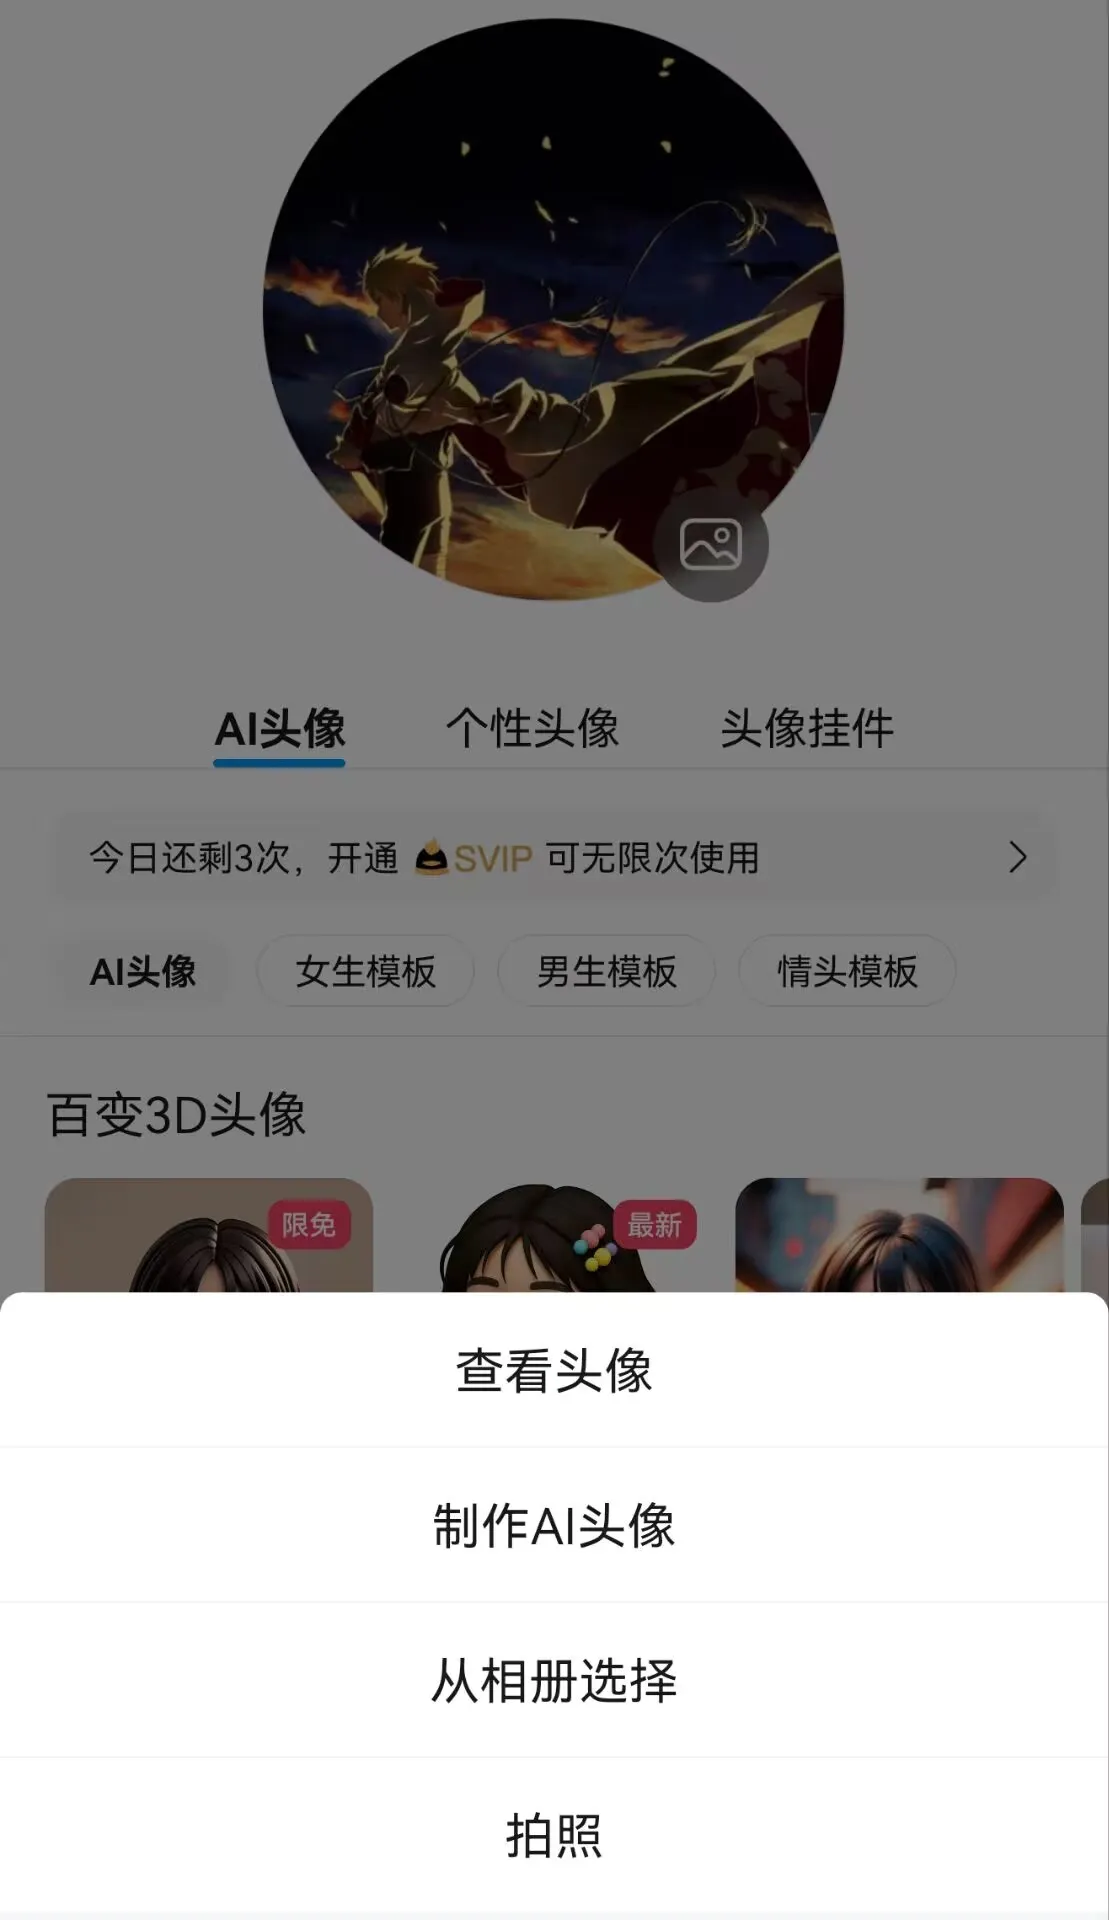 AI头像 个性头像 头像挂件
今日还剩3次，开通 SVIP 可无限次使用
AI头像 女生模板 男生模板 情头模板
百变3D头像
限免 最新
查看头像
制作AI头像
从相册选择
拍照